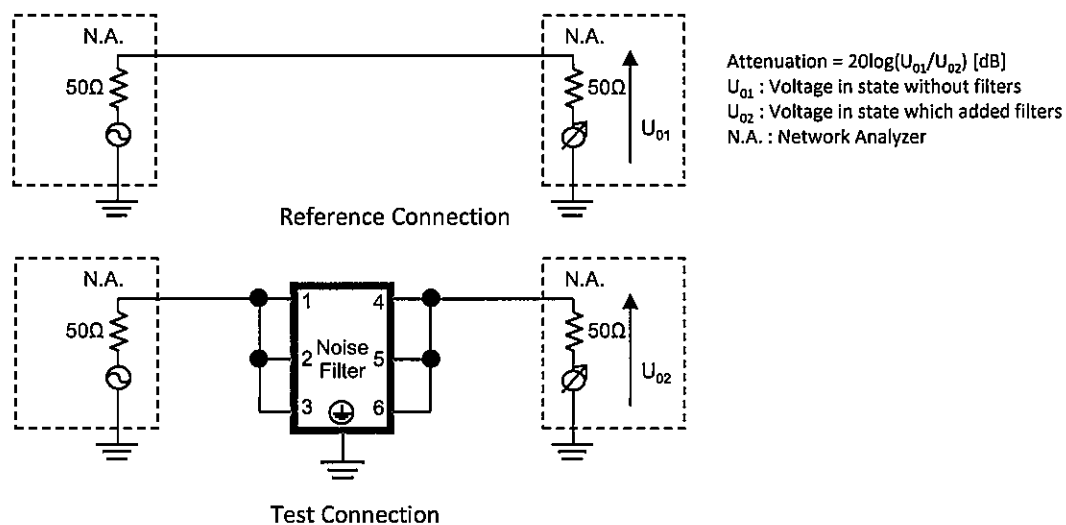 N.A.
50Ω
N.A.
50Ω
U01
Attenuation = 20log(U01/U02) [dB]
U01 : Voltage in state without filters
U02 : Voltage in state which added filters
N.A. : Network Analyzer
Reference Connection
N.A.
50Ω
1
4
2
Noise
Filter
5
3
6
N.A.
50Ω
U02
Test Connection